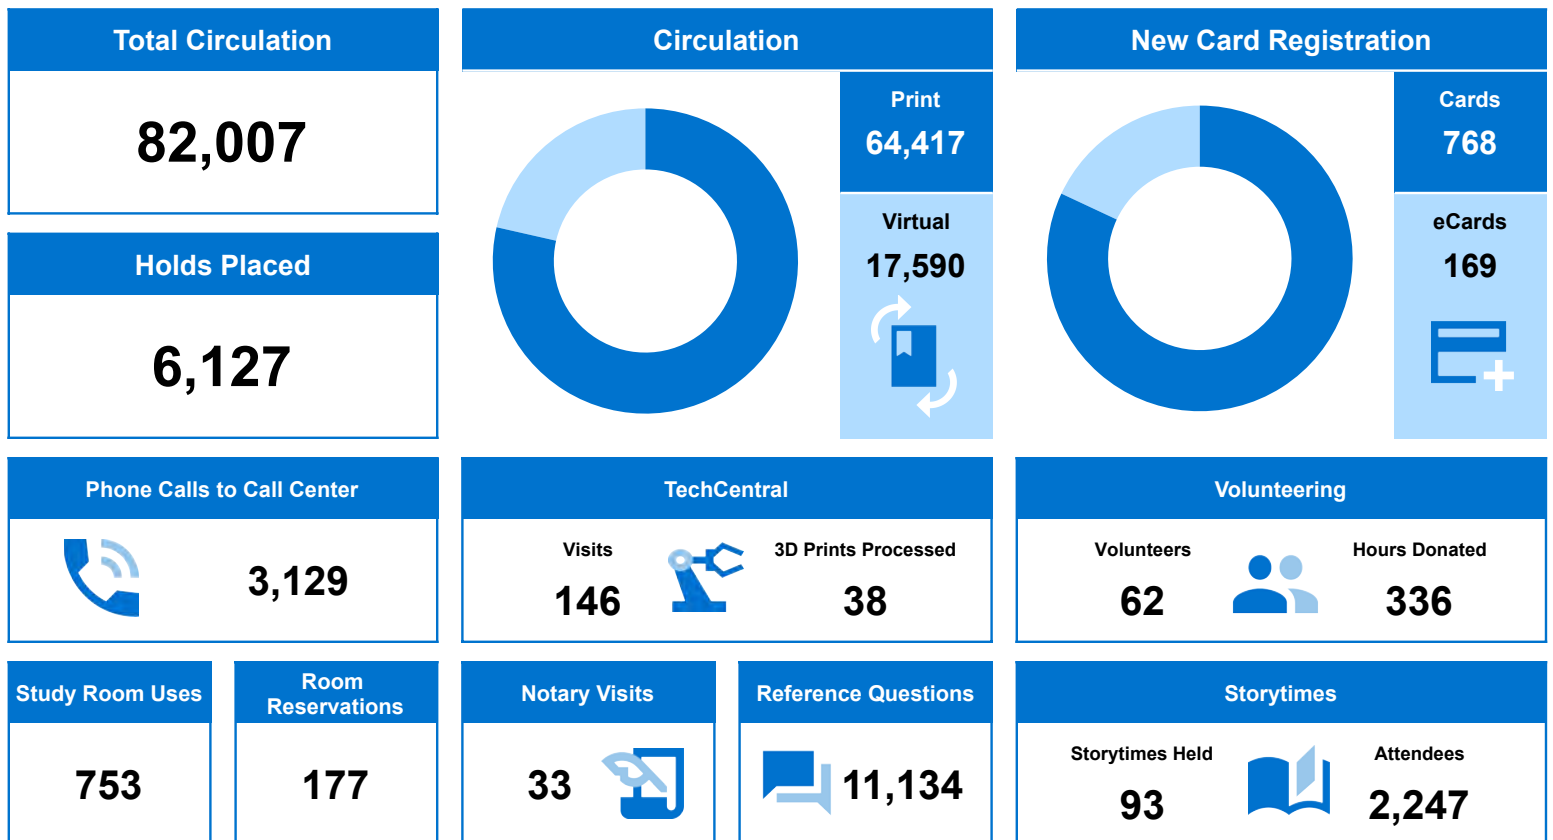 Total Circulation
82,007
Holds Placed
6,127
Circulation
Print
64,417
Virtual
17,590
New Card Registration
Cards
768
eCards
169
Phone Calls to Call Center
3,129
TechCentral
Visits
146
3D Prints Processed
38
Volunteering
Volunteers
62
Hours Donated
336
Study Room Uses
753
Room
Reservations
177
Notary Visits
33
Reference Questions
11,134
Storytimes
Storytimes Held
93
Attendees
2,247